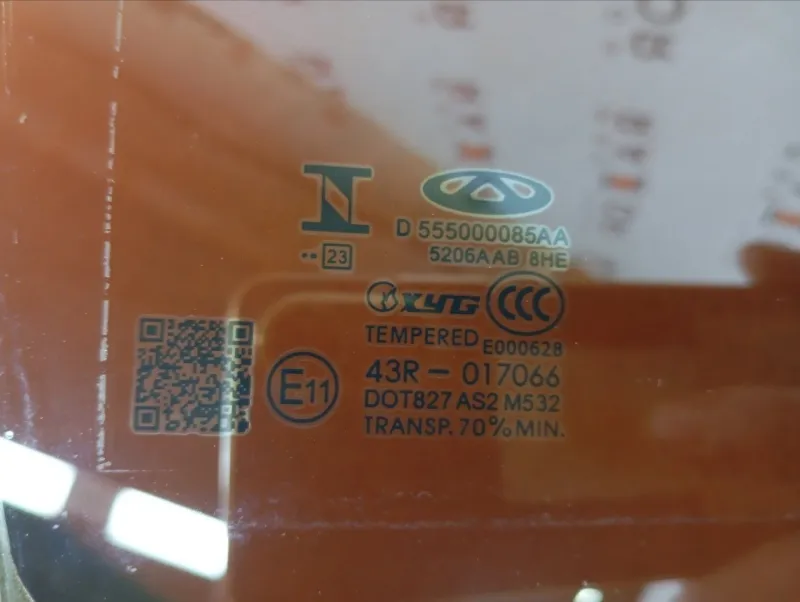 D 555000085AA
5206AAB 8HE
•• 23
XYG CCC
TEMPERED E000628
E11 43R - 017066
DOT827 AS2 M532
TRANSP. 70% MIN.